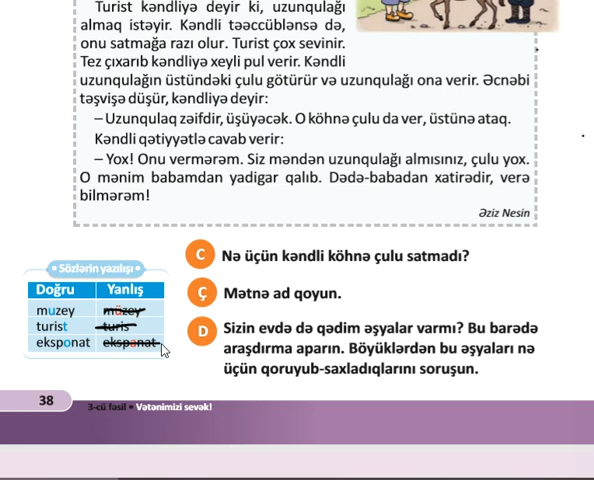 Turist kəndliyə deyir ki, uzunqulağı
almaq istəyir. Kəndli təəccüblənsə də,
onu satmağa razı olur. Turist çox sevinir.
Tez çıxarıb kəndliyə xeyli pul verir. Kəndli
uzunqulağın üstündəki çulu götürür və uzunqulağı ona verir. Əcnəbi
təşvişə düşür, kəndliyə deyir:
– Uzunqulaq zəifdir, üşüyəcək. O köhnə çulu da ver, üstünə ataq.
Kəndli qətiyyətlə cavab verir:
– Yox! Onu vermərəm. Siz məndən uzunqulağı almısınız, çulu yox.
O mənim babamdan yadigar qalıb. Dədə-babadan xatirədir, verə
bilmərəm!
Əziz Nesin
C Nə üçün kəndli köhnə çulu satmadı?
Ç Mətnə ad qoyun.
D Sizin evdə də qədim əşyalar varmı? Bu barədə
araşdırma aparın. Böyüklərdən bu əşyaları nə
üçün qoruyub-saxladıqlarını soruşun.
• Sözlərin yazılışı •
Doğru Yanlış
muzey müzey
turist turis
eksponat ekspanat
38
3-cü fəsil • Vətənimizi sevək!